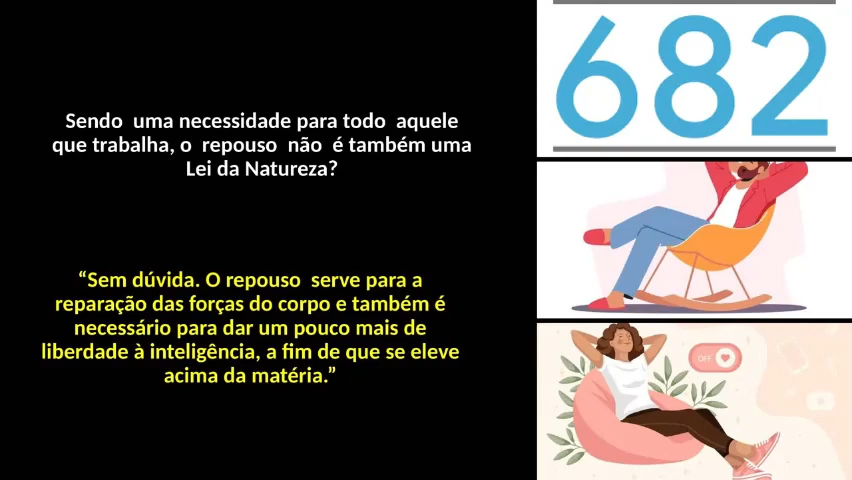 682
Sendo uma necessidade para todo aquele
que trabalha, o repouso não é também uma
Lei da Natureza?
“Sem dúvida. O repouso serve para a
reparação das forças do corpo e também é
necessário para dar um pouco mais de
liberdade à inteligência, a fim de que se eleve
acima da matéria.”
OFF